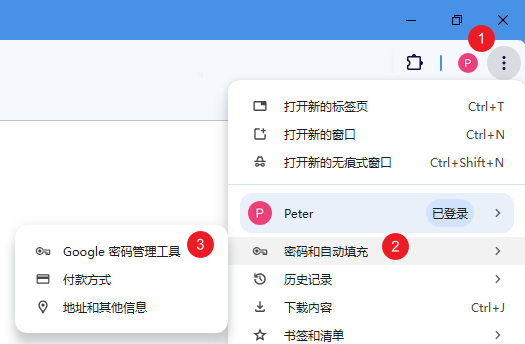 1
P
打开新的标签页 Ctrl+T
打开新的窗口 Ctrl+N
打开新的无痕式窗口 Ctrl+Shift+N
P Peter 已登录
2
密码和自动填充
历史记录
下载内容 Ctrl+J
书签和清单
3
Google 密码管理工具
付款方式
地址和其他信息